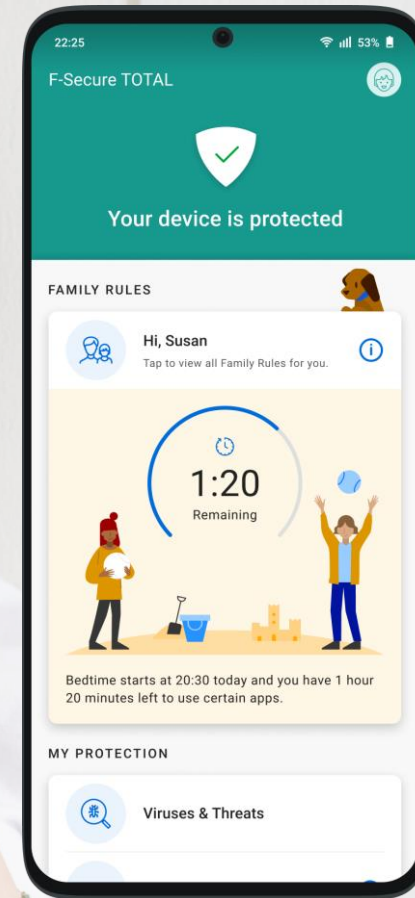 22:25
53%
F-Secure TOTAL
Your device is protected
FAMILY RULES
Hi, Susan
Tap to view all Family Rules for you.
1:20
Remaining
Bedtime starts at 20:30 today and you have 1 hour
20 minutes left to use certain apps.
MY PROTECTION
Viruses & Threats